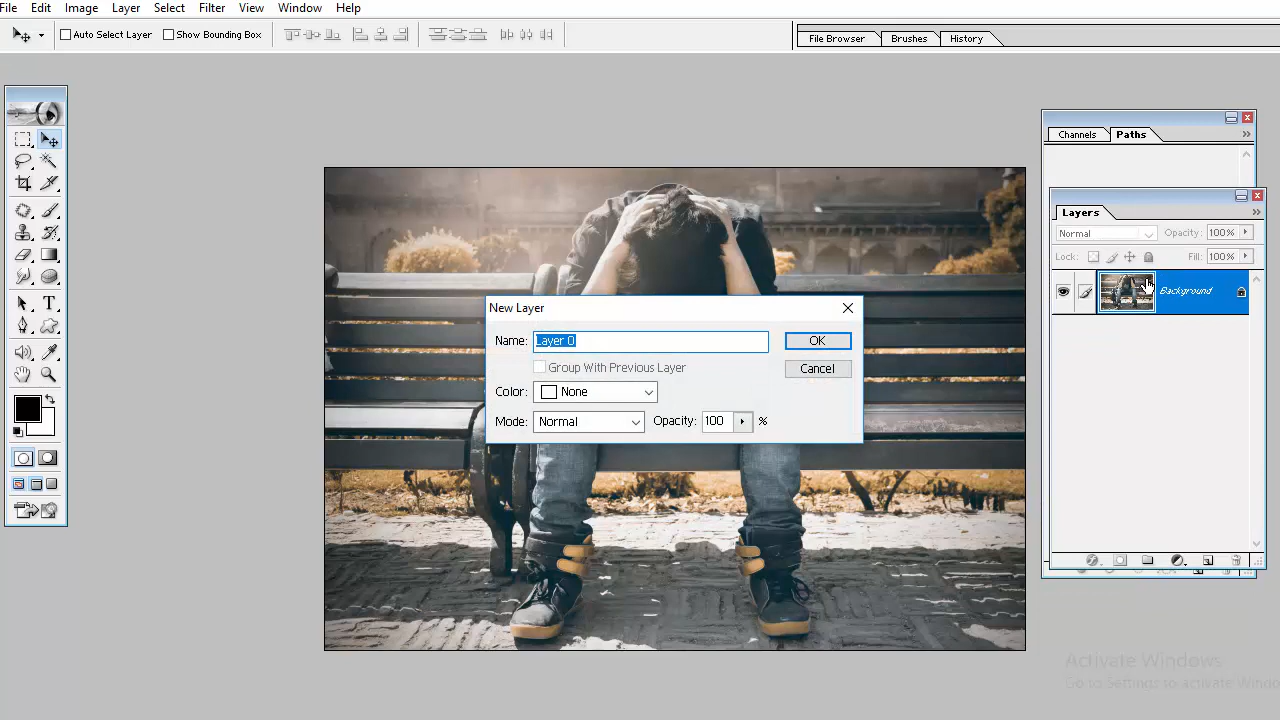 File Edit Image Layer Select Filter View Window Help
Auto Select Layer Show Bounding Box File Browser Brushes History
Channels Paths
Layers
Normal Opacity: 100%
Lock: Fill: 100%
Background
New Layer
Name: Layer 0 OK
Group With Previous Layer Cancel
Color: None
Mode: Normal Opacity: 100 %
Activate Windows
Go to Settings to activate Windo